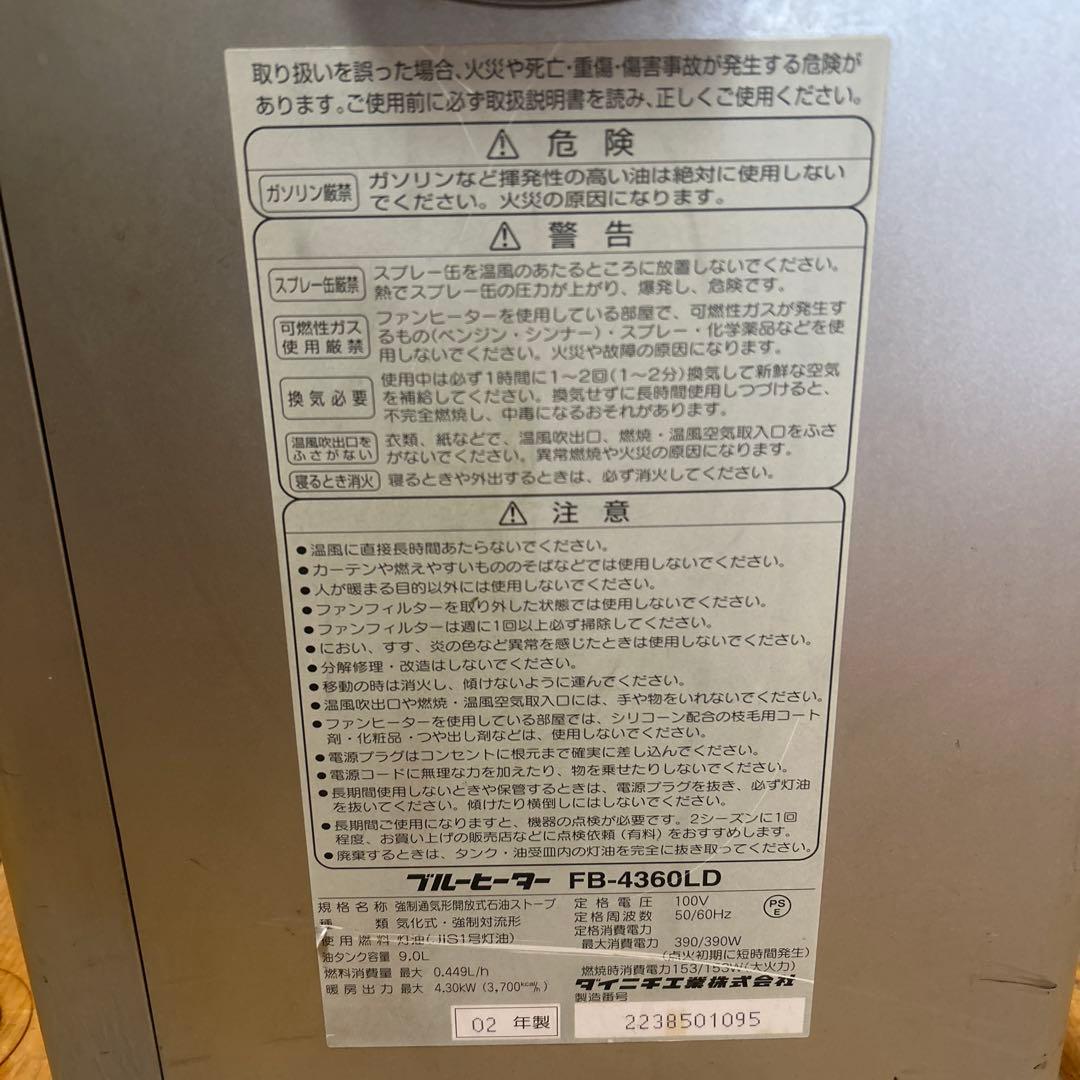 取り扱いを誤った場合、火災や死亡・重傷・傷害事故が発生する危険が
あります。ご使用前に必ず取扱説明書を読み、正しくご使用ください。
⚠ 危険
ガソリン厳禁
ガソリンなど揮発性の高い油は絶対に使用しない
でください。火災の原因になります。
⚠ 警告
スプレー缶厳禁
スプレー缶を温風のあたるところに放置しないでください。
熱でスプレー缶の圧力が上がり、爆発し、危険です。
可燃性ガス
使用厳禁
ファンヒーターを使用している部屋で、可燃性ガスが発生す
るもの(ベンジン・シンナー)・スプレー・化学薬品などを使
用しないでください。火災や故障の原因になります。
換気必要
使用中は必ず1時間に1〜2回(1〜2分)換気して新鮮な空気
を補給してください。換気せずに長時間使用しつづけると、
不完全燃焼し、中毒になるおそれがあります。
温風吹出口を
ふさがない
衣類、紙などで、温風吹出口、燃焼・温風空気取入口をふさ
がないでください。異常燃焼や火災の原因になります。
寝るとき消火
寝るときや外出するときは、必ず消火してください。
⚠ 注意
●温風に直接長時間あたらないでください。
●カーテンや燃えやすいもののそばなどでは使用しないでください。
●人が暖まる目的以外には使用しないでください。
●ファンフィルターを取り外した状態では使用しないでください。
●ファンフィルターは週に1回以上必ず掃除してください。
●におい、すす、炎の色など異常を感じたときは使用しないでください。
●分解修理・改造はしないでください。
●移動の時は消火し、傾けないように運んでください。
●温風吹出口や燃焼・温風空気取入口には、手や物をいれないでください。
●ファンヒーターを使用している部屋では、シリコーン配合の枝毛用コート
剤・化粧品・つや出し剤などは、使用しないでください。
●電源プラグはコンセントに根元まで確実に差し込んでください。
●電源コードに無理な力を加えたり、物を乗せたりしないでください。
●長期間使用しないときや保管するときは、電源プラグを抜き、必ず灯油
を抜いてください。傾けたり横倒しにはしないでください。
●長期間ご使用になりますと、機器の点検が必要です。2シーズンに1回
程度、お買い上げの販売店などに点検依頼(有料)をおすすめします。
●廃棄するときは、タンク・油受皿内の灯油を完全に抜き取ってください。
ブルーヒーター FB-4360LD
規格名称 強制通気形開放式石油ストーブ
種類 気化式・強制対流形
使用燃料 灯油(JIS1号灯油)
油タンク容量 9.0L
燃料消費量 最大 0.449L/h
暖房出力 最大 4.30kW (3,700kcal/h)
定格電圧 100V
定格周波数 50/60Hz
定格消費電力
最大消費電力 390/390W
(点火初期に短時間発生)
燃焼時消費電力 153/153W(大火力)
PS
E
ダイニチ工業株式会社
製造番号
02 年製
2238501095